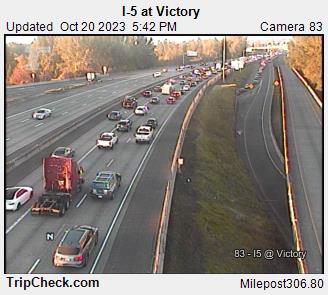 I-5 at Victory
Updated Oct 20 2023 5:42 PM Camera 83
N
83 - I5 @ Victory
TripCheck.com Milepost306.80